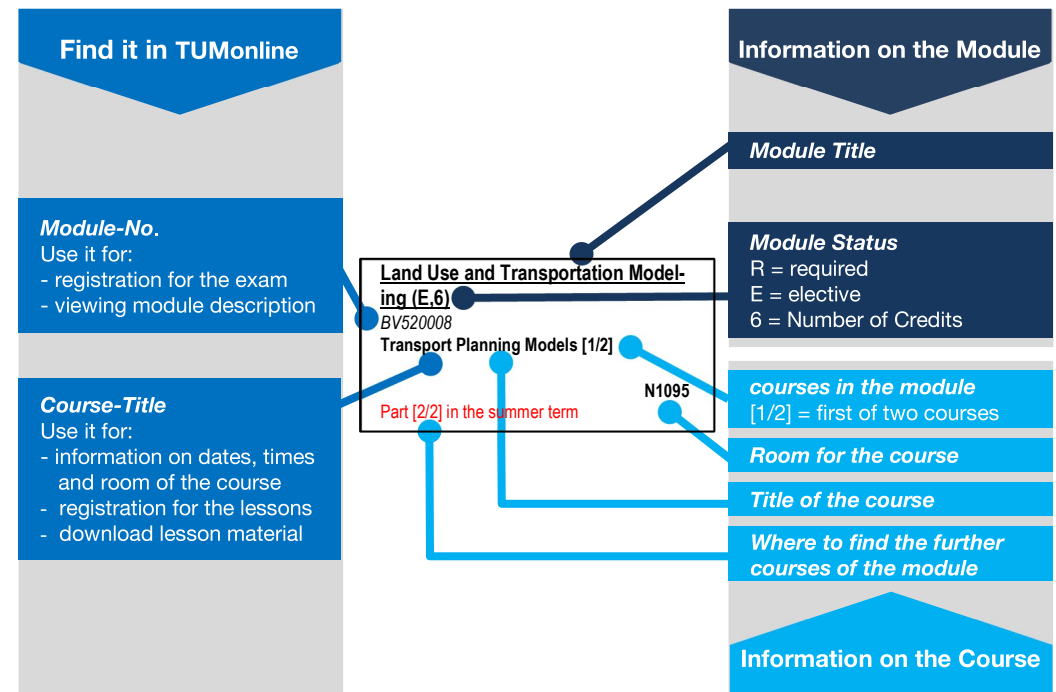 Find it in TUMonline
Module-No.
Use it for:
- registration for the exam
- viewing module description
Course-Title
Use it for:
- information on dates, times
and room of the course
- registration for the lessons
- download lesson material
Land Use and Transportation Model-
ing (E,6)
BV520008
Transport Planning Models [1/2]
N1095
Part [2/2] in the summer term
Information on the Module
Module Title
Module Status
R = required
E = elective
6 = Number of Credits
courses in the module
[1/2] = first of two courses
Room for the course
Title of the course
Where to find the further
courses of the module
Information on the Course